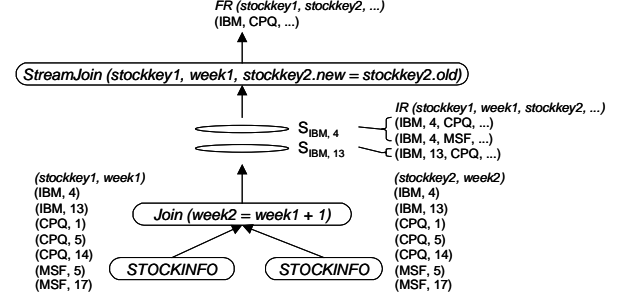 FR (stockkey1, stockkey2, ...)
(IBM, CPQ, ...)
StreamJoin (stockkey1, week1, stockkey2.new = stockkey2.old)
IR (stockkey1, week1, stockkey2, ...)
S IBM, 4
(IBM, 4, CPQ, ...)
(IBM, 4, MSF, ...)
S IBM, 13
(IBM, 13, CPQ, ...)
(stockkey1, week1)
(IBM, 4)
(IBM, 13)
(CPQ, 1)
(CPQ, 5)
(CPQ, 14)
(MSF, 5)
(MSF, 17)
Join (week2 = week1 + 1)
STOCKINFO
STOCKINFO
(stockkey2, week2)
(IBM, 4)
(IBM, 13)
(CPQ, 1)
(CPQ, 5)
(CPQ, 14)
(MSF, 5)
(MSF, 17)